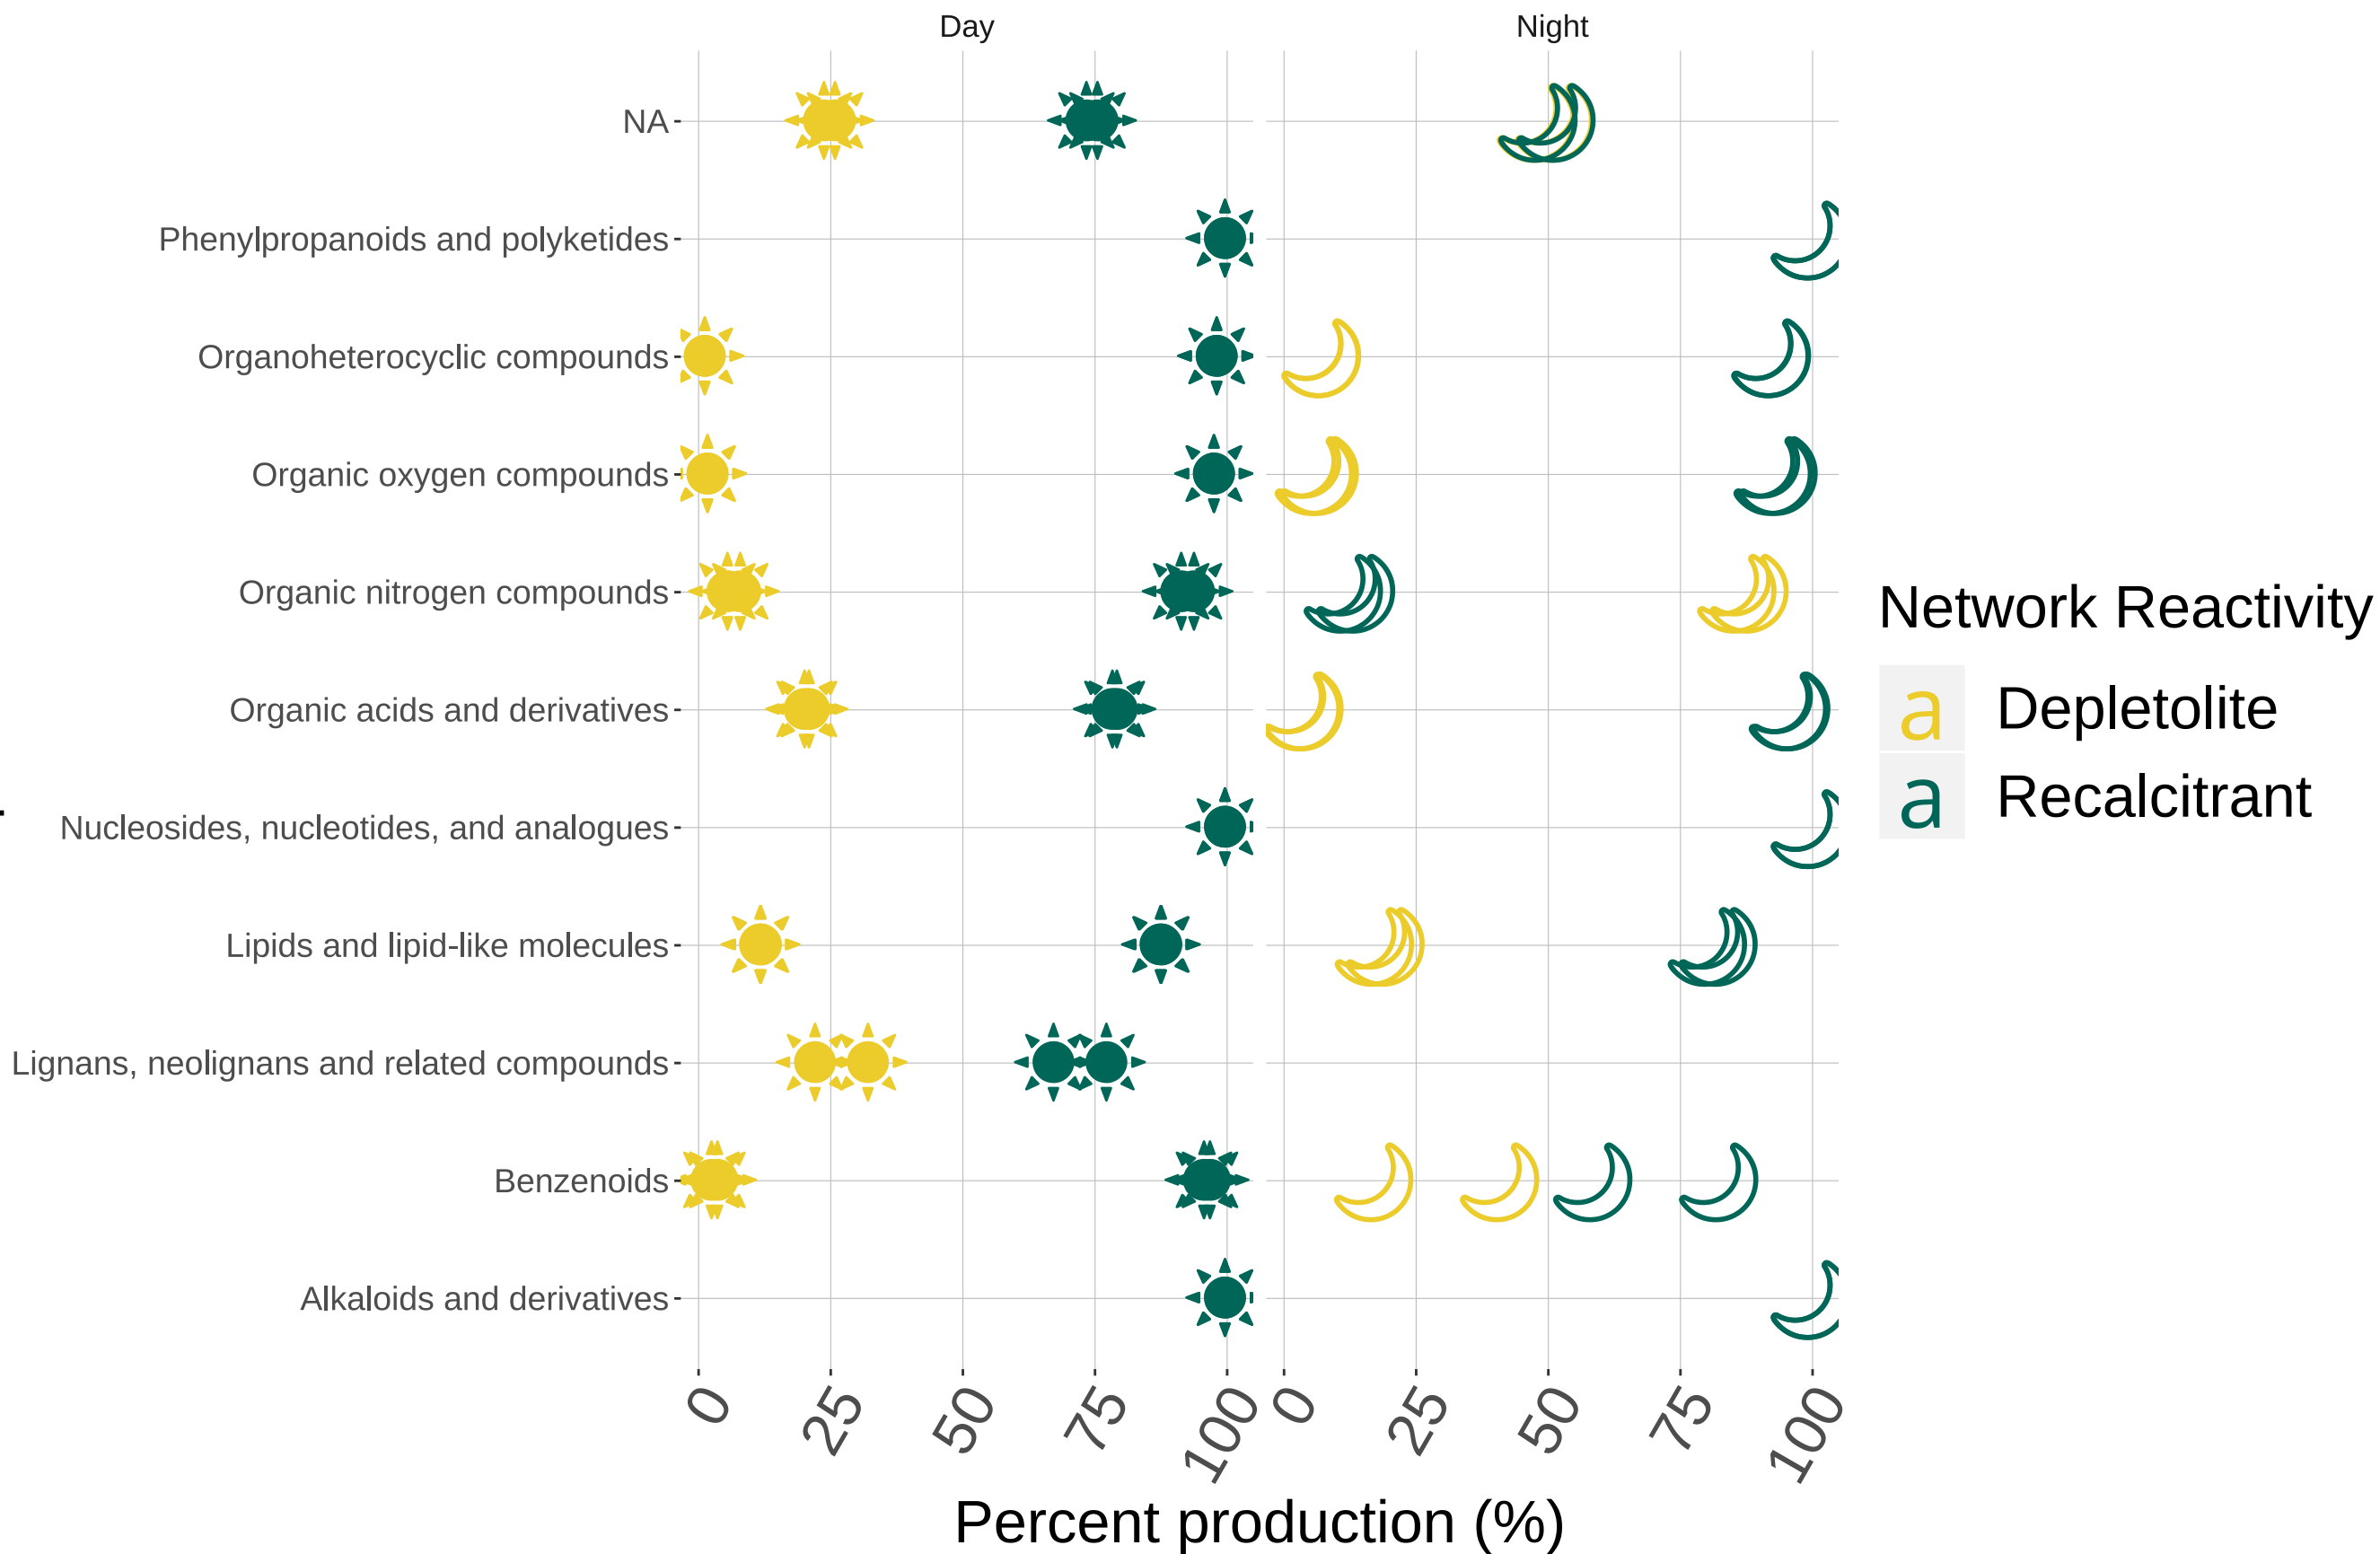 Day
Night
NA
Phenylpropanoids and polyketides
Organoheterocyclic compounds
Organic oxygen compounds
Organic nitrogen compounds
Organic acids and derivatives
Nucleosides, nucleotides, and analogues
Lipids and lipid-like molecules
Lignans, neolignans and related compounds
Benzenoids
Alkaloids and derivatives
0 25 50 75 100 0 25 50 75 100
Percent production (%)
Network Reactivity
a Depletolite
a Recalcitrant